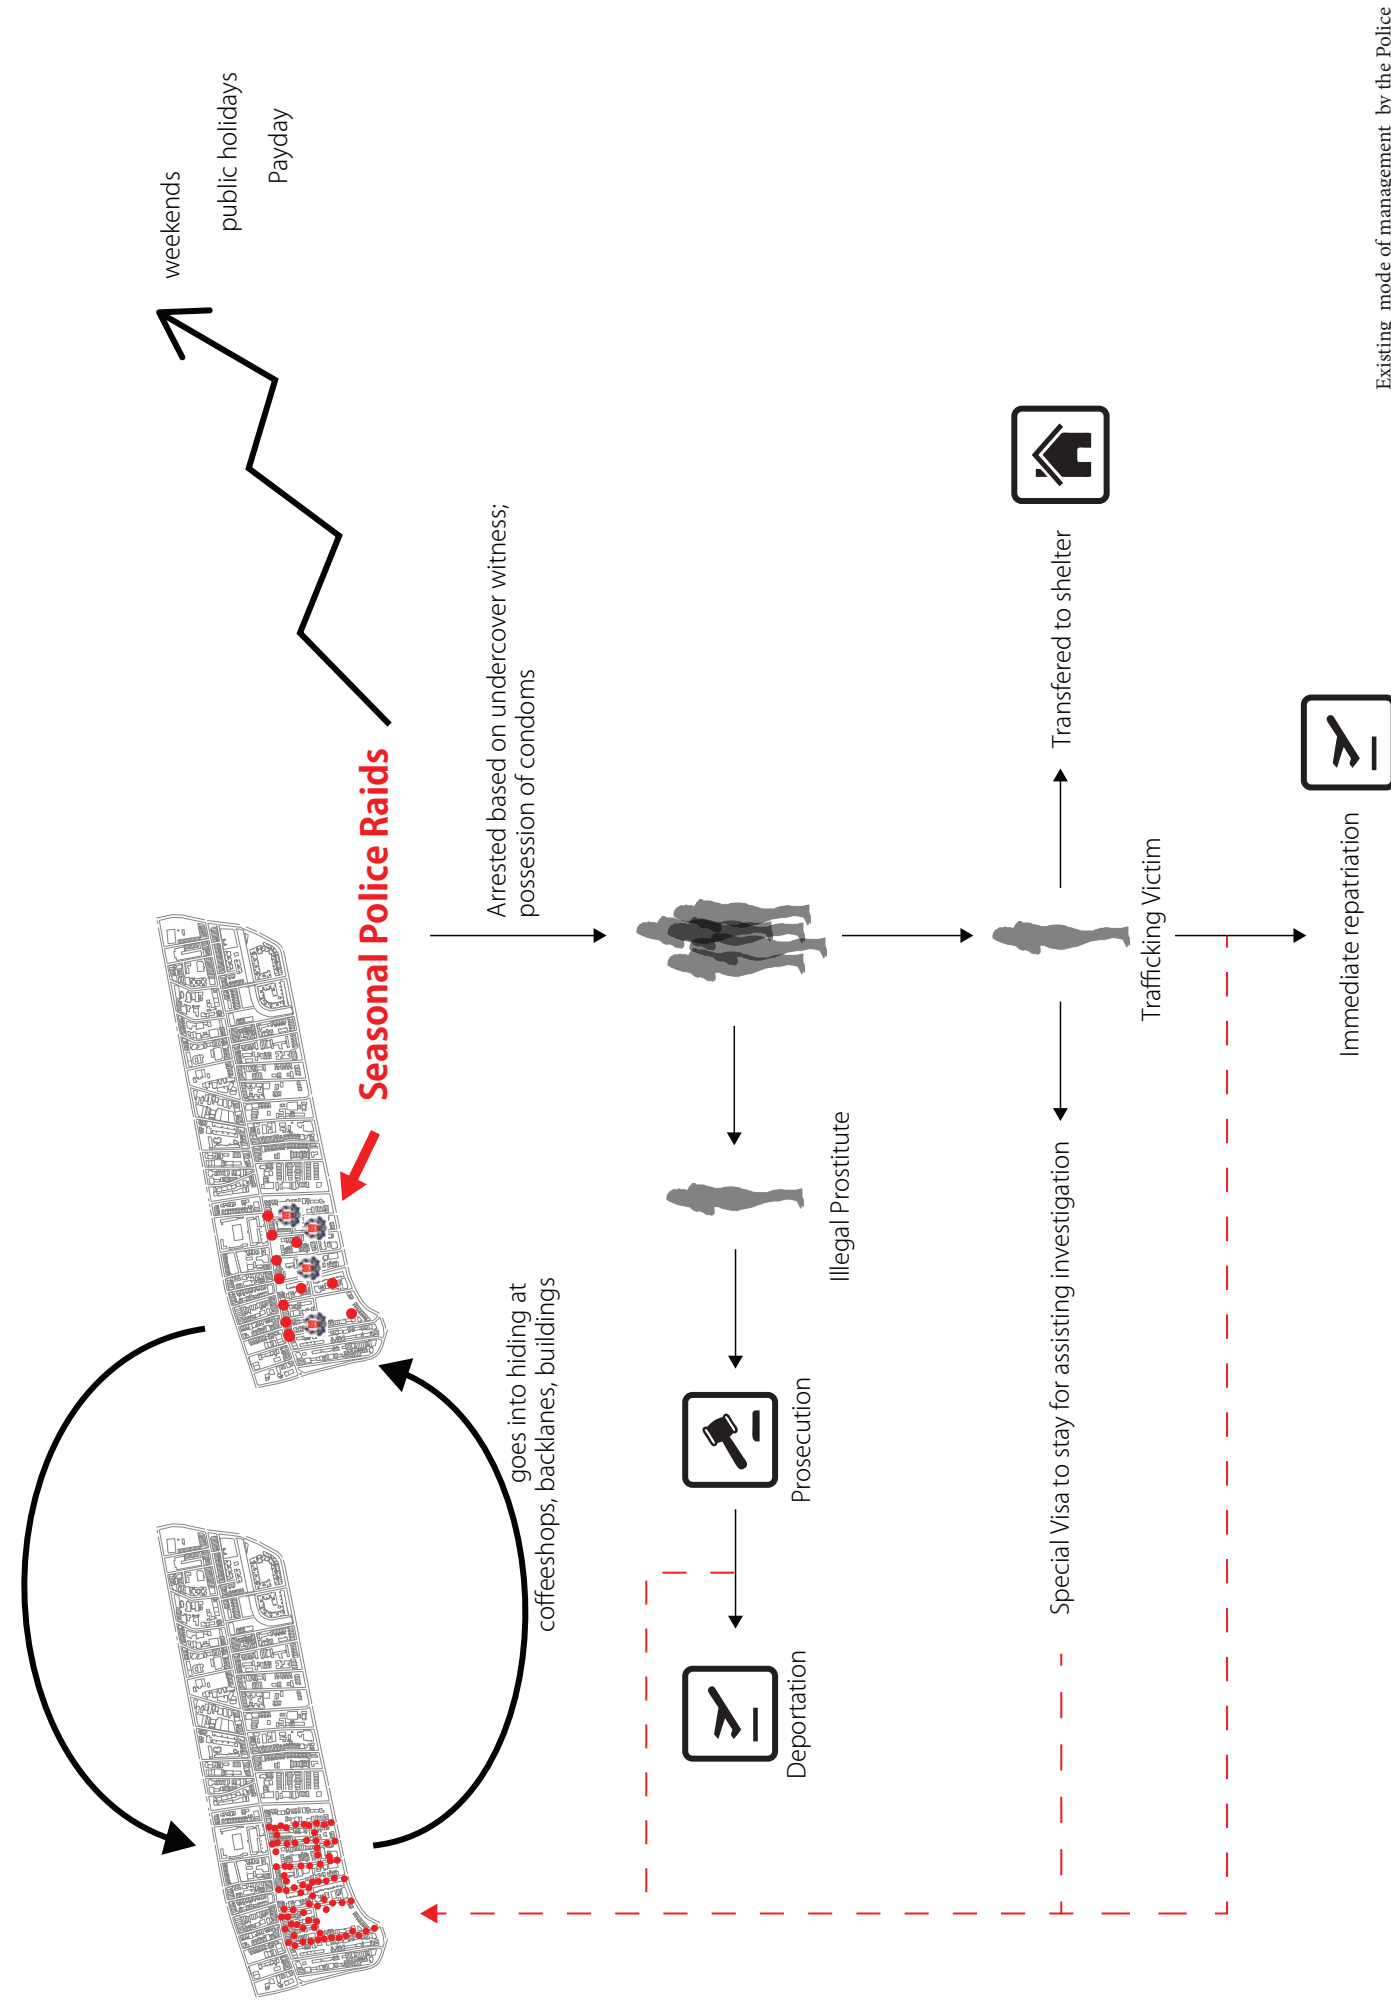 weekends
public holidays
Payday
Seasonal Police Raids
goes into hiding at
coffeeshops, backlanes, buildings
Arrested based on undercover witness;
possession of condoms
Illegal Prostitute
Prosecution
Deportation
Trafficking Victim
Transfered to shelter
Special Visa to stay for assisting investigation
Immediate repatriation
Existing mode of management by the Police